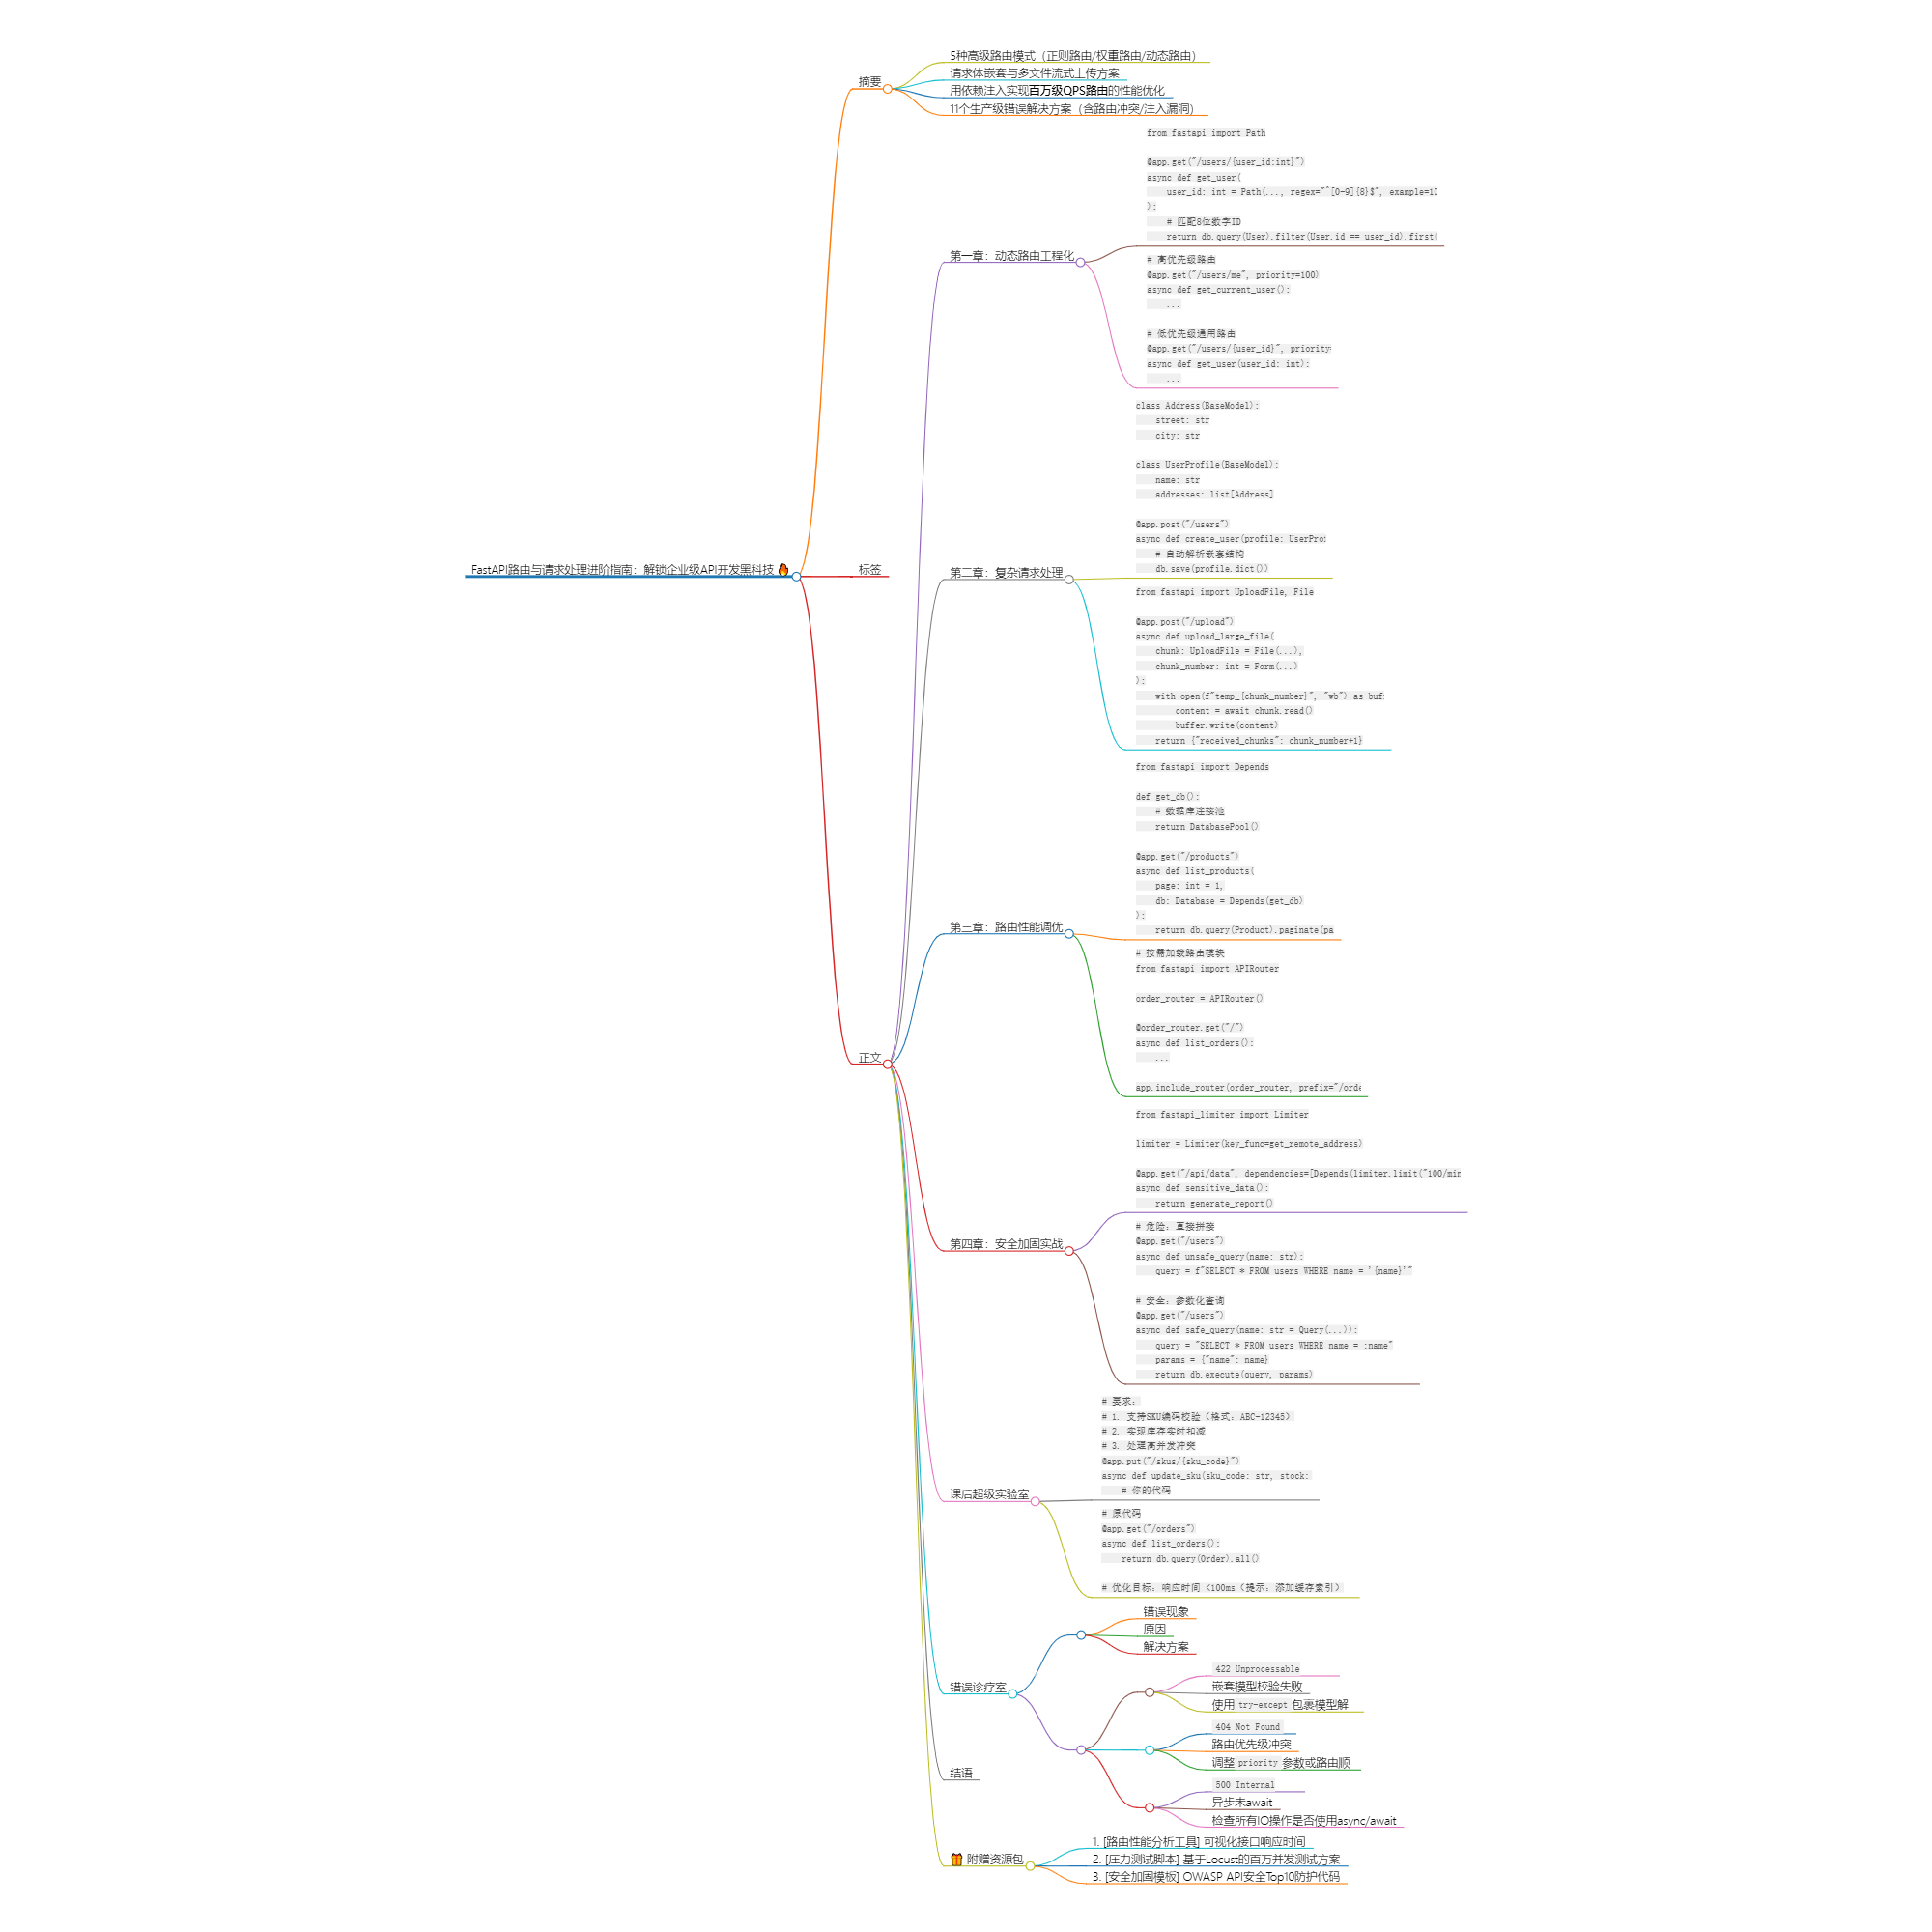 FastAPI路由与请求处理进阶指南：解锁企业级API开发黑科技 🔥
摘要
5种高级路由模式（正则路由/权重路由/动态路由）
请求体嵌套与多文件流式上传方案
用依赖注入实现百万级QPS路由的性能优化
11个生产级错误解决方案（含路由冲突/注入漏洞）
标签
正文
第一章：动态路由工程化
from fastapi import Path
@app.get("/users/{user_id:int}")
async def get_user(
    user_id: int = Path(..., regex="^[0-9]{8}$", example=10
):
    # 匹配8位数字ID
    return db.query(User).filter(User.id == user_id).first(
# 高优先级路由
@app.get("/users/me", priority=100)
async def get_current_user():
    ...
# 低优先级通用路由
@app.get("/users/{user_id}", priority
async def get_user(user_id: int):
    ...
第二章：复杂请求处理
class Address(BaseModel):
    street: str
    city: str
class UserProfile(BaseModel):
    name: str
    addresses: list[Address]
@app.post("/users")
async def create_user(profile: UserPro
    # 自动解析嵌套结构
    db.save(profile.dict())
from fastapi import UploadFile, File
@app.post("/upload")
async def upload_large_file(
    chunk: UploadFile = File(...),
    chunk_number: int = Form(...)
):
    with open(f"temp_{chunk_number}", "wb") as buf
        content = await chunk.read()
        buffer.write(content)
    return {"received_chunks": chunk_number+1}
第三章：路由性能调优
from fastapi import Depends
def get_db():
    # 数据库连接池
    return DatabasePool()
@app.get("/products")
async def list_products(
    page: int = 1,
    db: Database = Depends(get_db)
):
    return db.query(Product).paginate(pa
# 按需加载路由模块
from fastapi import APIRouter
order_router = APIRouter()
@order_router.get("/")
async def list_orders():
    ...
app.include_router(order_router, prefix="/orde
第四章：安全加固实战
from fastapi_limiter import Limiter
limiter = Limiter(key_func=get_remote_address)
@app.get("/api/data", dependencies=[Depends(limiter.limit("100/min
async def sensitive_data():
    return generate_report()
# 危险：直接拼接
@app.get("/users")
async def unsafe_query(name: str):
    query = f"SELECT * FROM users WHERE name = '{name}'"
# 安全：参数化查询
@app.get("/users")
async def safe_query(name: str = Query(...)):
    query = "SELECT * FROM users WHERE name = :name"
    params = {"name": name}
    return db.execute(query, params)
课后超级实验室
# 要求：
# 1. 支持SKU编码校验（格式：ABC-12345）
# 2. 实现库存实时扣减
# 3. 处理高并发冲突
@app.put("/skus/{sku_code}")
async def update_sku(sku_code: str, stock:
    # 你的代码
# 原代码
@app.get("/orders")
async def list_orders():
    return db.query(Order).all()
# 优化目标：响应时间 <100ms（提示：添加缓存索引）
错误诊疗室
错误现象
原因
解决方案
422 Unprocessable
嵌套模型校验失败
使用 try-except 包裹模型解
404 Not Found
路由优先级冲突
调整 priority 参数或路由顺
500 Internal
异步未await
检查所有IO操作是否使用async/await
结语
🎁 附赠资源包
1. [路由性能分析工具] 可视化接口响应时间
2. [压力测试脚本] 基于Locust的百万并发测试方案
3. [安全加固模板] OWASP API安全Top10防护代码